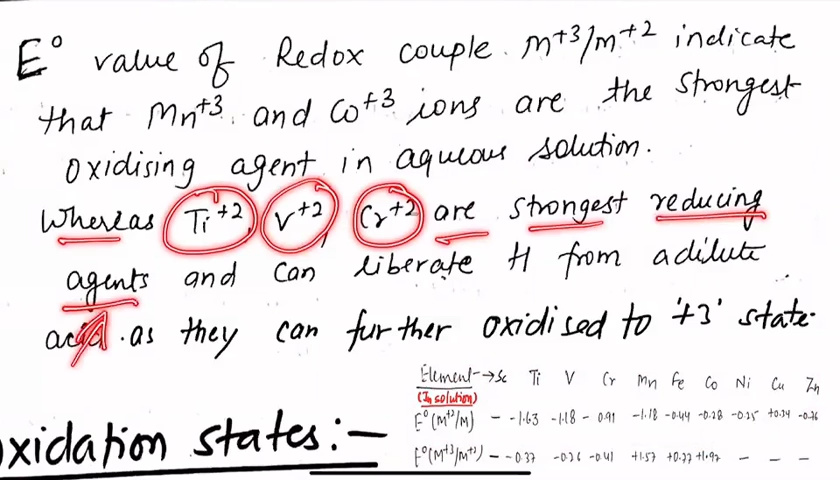 E° value of Redox couple m+3/m+2 indicate
that Mn+3 and Co+3 ions are the strongest
oxidising agent in aqueous solution.
Whereas Ti+2, V+2, Cr+2 are strongest reducing
agents and can liberate H from a dilute
acid . as they can further oxidised to '+3' state.
Element → Sc Ti V Cr Mn Fe Co Ni Cu Zn
(In solution)
E°(M+2/M) – -1.63 -1.18 -0.91 -1.18 -0.44 -0.28 -0.25 +0.34 -0.76
oxidation states:-
E°(M+3/M+2) – -0.37 -0.26 -0.41 +1.57 +0.77 +1.97 – – –